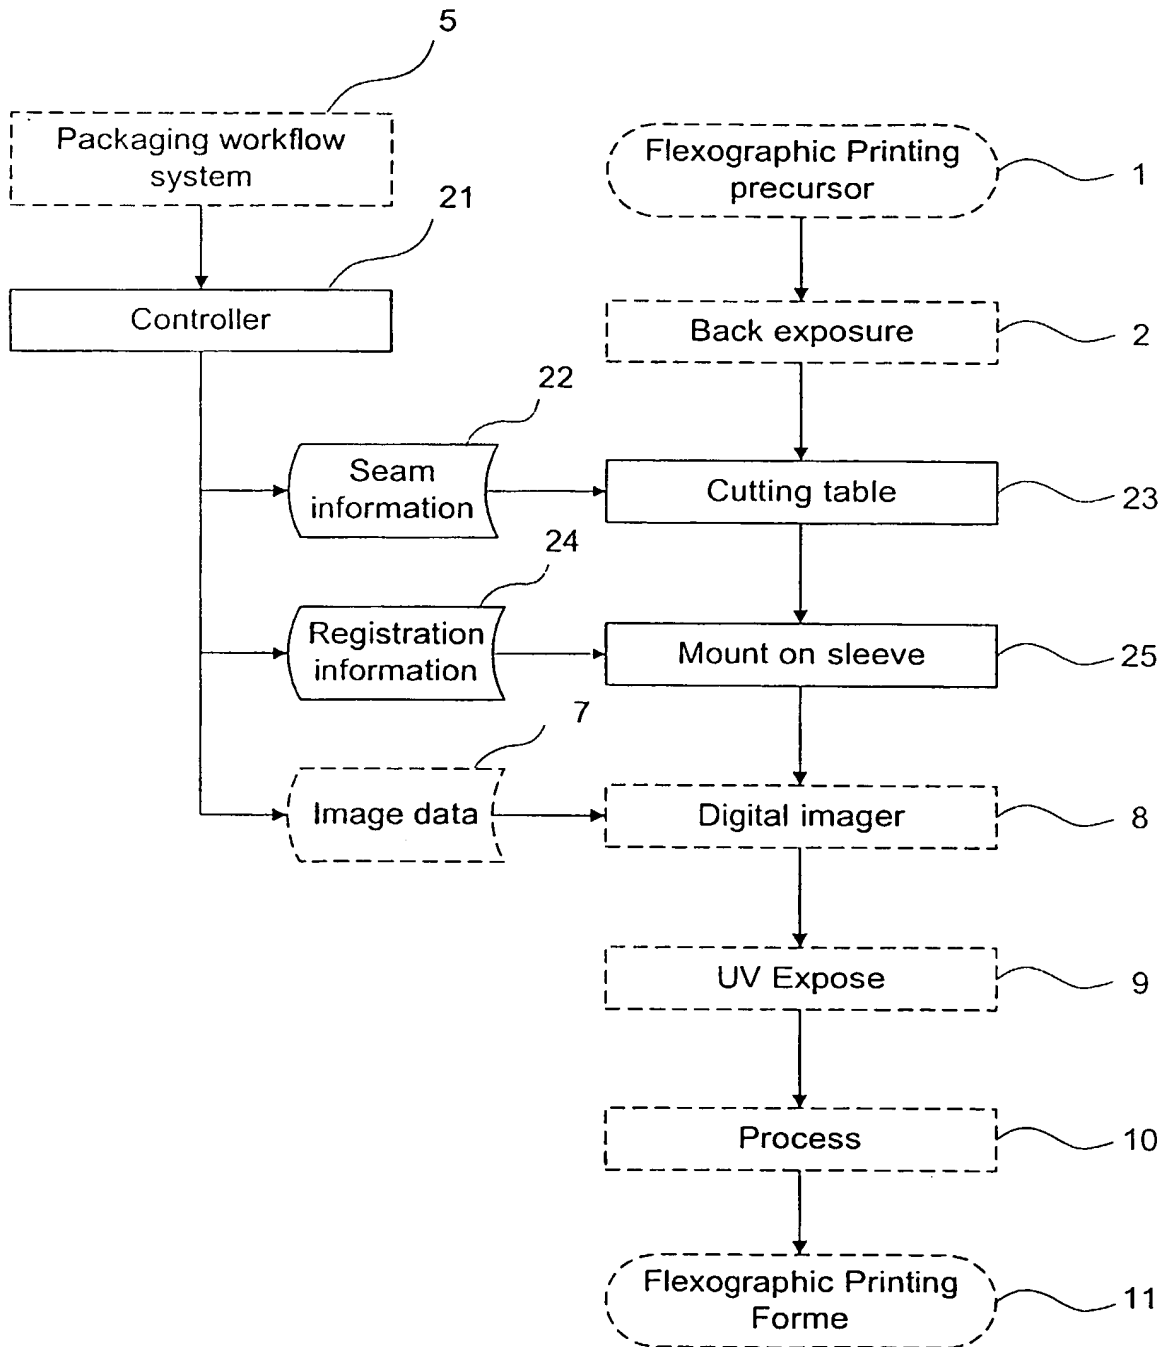 5
Packaging workflow
system
21
Controller
Flexographic Printing
precursor
1
Back exposure
2
22
Seam
information
Cutting table
23
24
Registration
information
Mount on sleeve
25
7
Image data
Digital imager
8
UV Expose
9
Process
10
Flexographic Printing
Forme
11